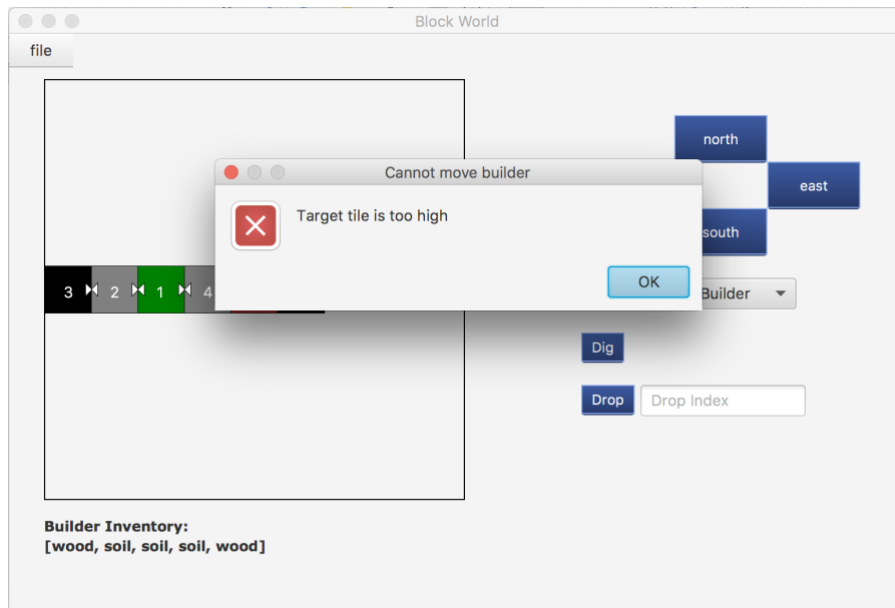 Block World
file
north
Cannot move builder
east
Target tile is too high
south
OK
3 2 1 4
Builder
Dig
Drop Drop Index
Builder Inventory:
[wood, soil, soil, soil, wood]